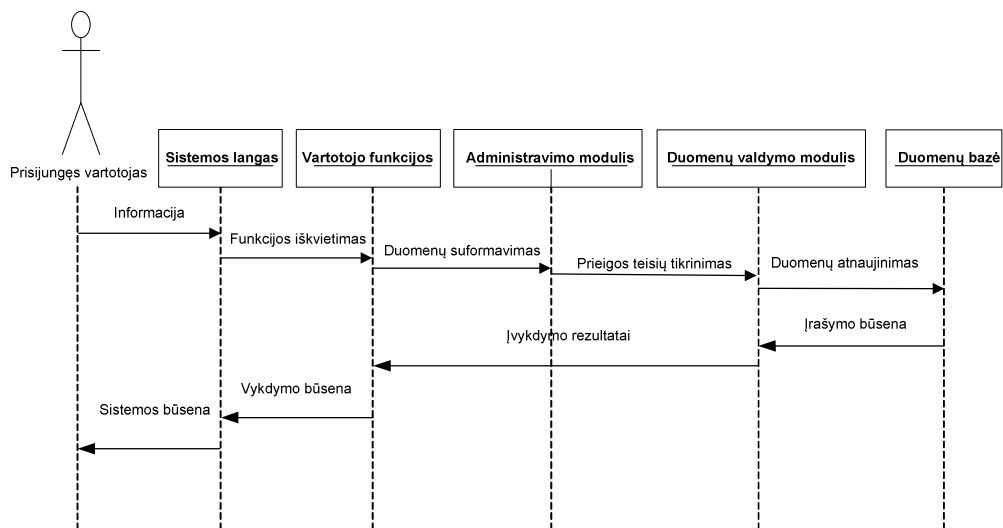 Prisijungęs vartotojas
Sistemos langas
Vartotojo funkcijos
Administravimo modulis
Duomenų valdymo modulis
Duomenų bazė
Informacija
Funkcijos iškvietimas
Duomenų suformavimas
Prieigos teisių tikrinimas
Duomenų atnaujinimas
Įrašymo būsena
Įvykdymo rezultatai
Vykdymo būsena
Sistemos būsena